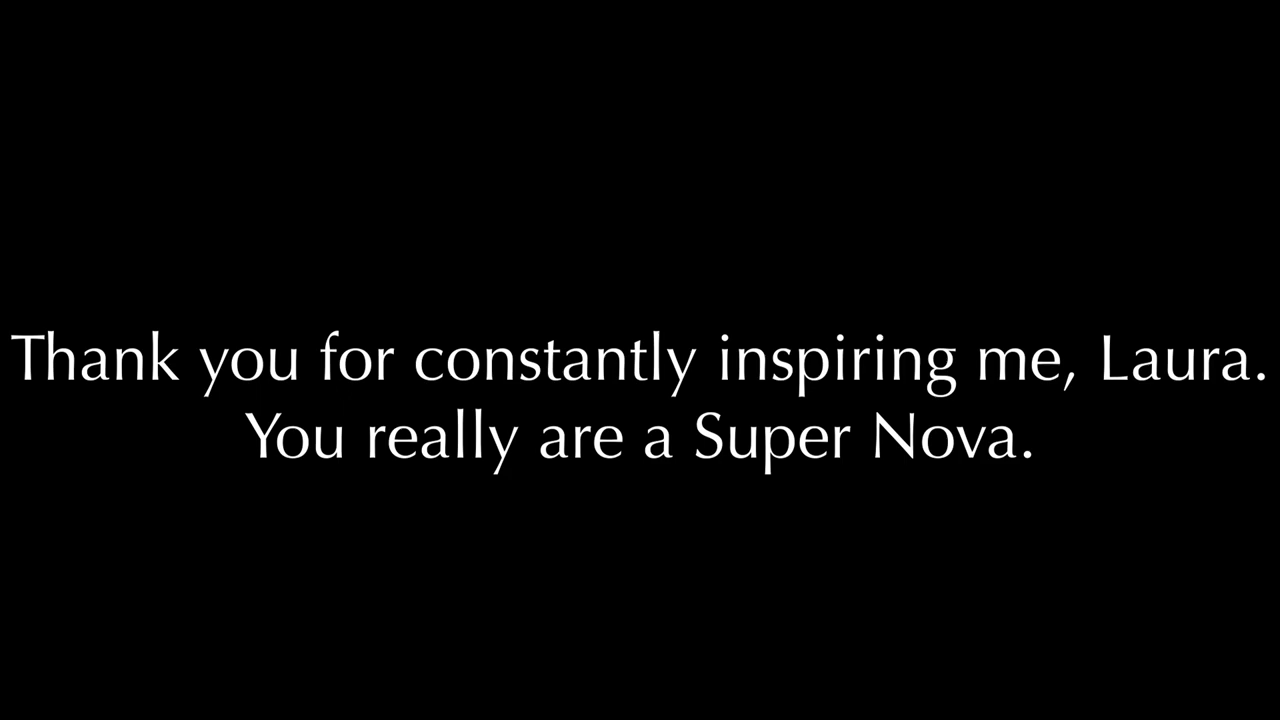 Thank you for constantly inspiring me, Laura.
You really are a Super Nova.